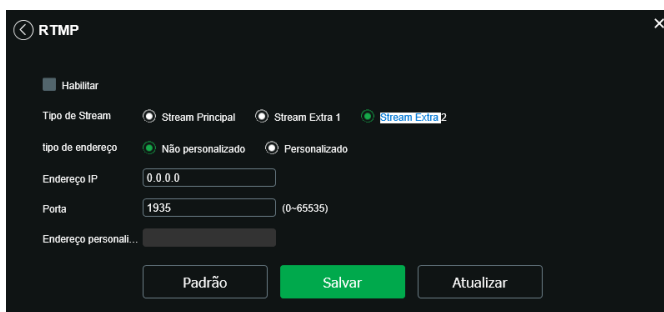 RTMP
Habilitar
Tipo de Stream Stream Principal Stream Extra 1 Stream Extra 2
tipo de endereço Não personalizado Personalizado
Endereço IP 0.0.0.0
Porta 1935 (0~65535)
Endereço personali...
Padrão Salvar Atualizar